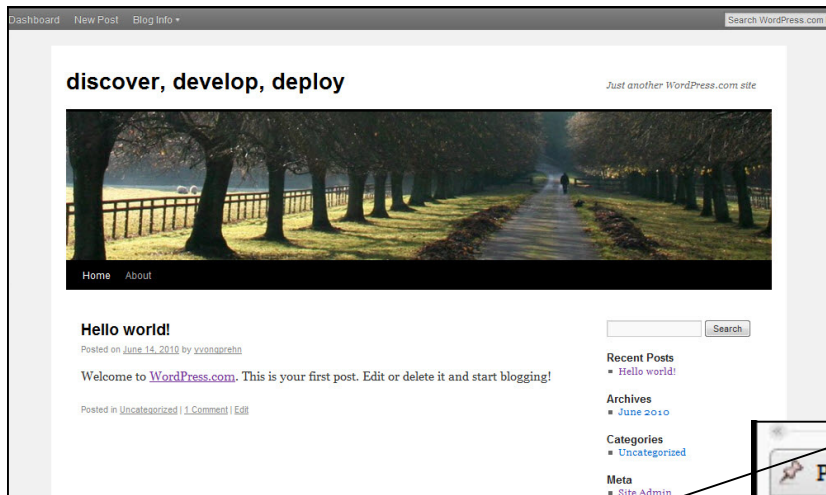 Dashboard New Post Blog Info ▾ Search WordPress.com
discover, develop, deploy
Just another WordPress.com site
Home About
Hello world!
Posted on June 14, 2010 by yvongprehn
Welcome to WordPress.com. This is your first post. Edit or delete it and start blogging!
Posted in Uncategorized | 1 Comment | Edit
Search
Recent Posts
Hello world!
Archives
June 2010
Categories
Uncategorized
Meta
Site Admin